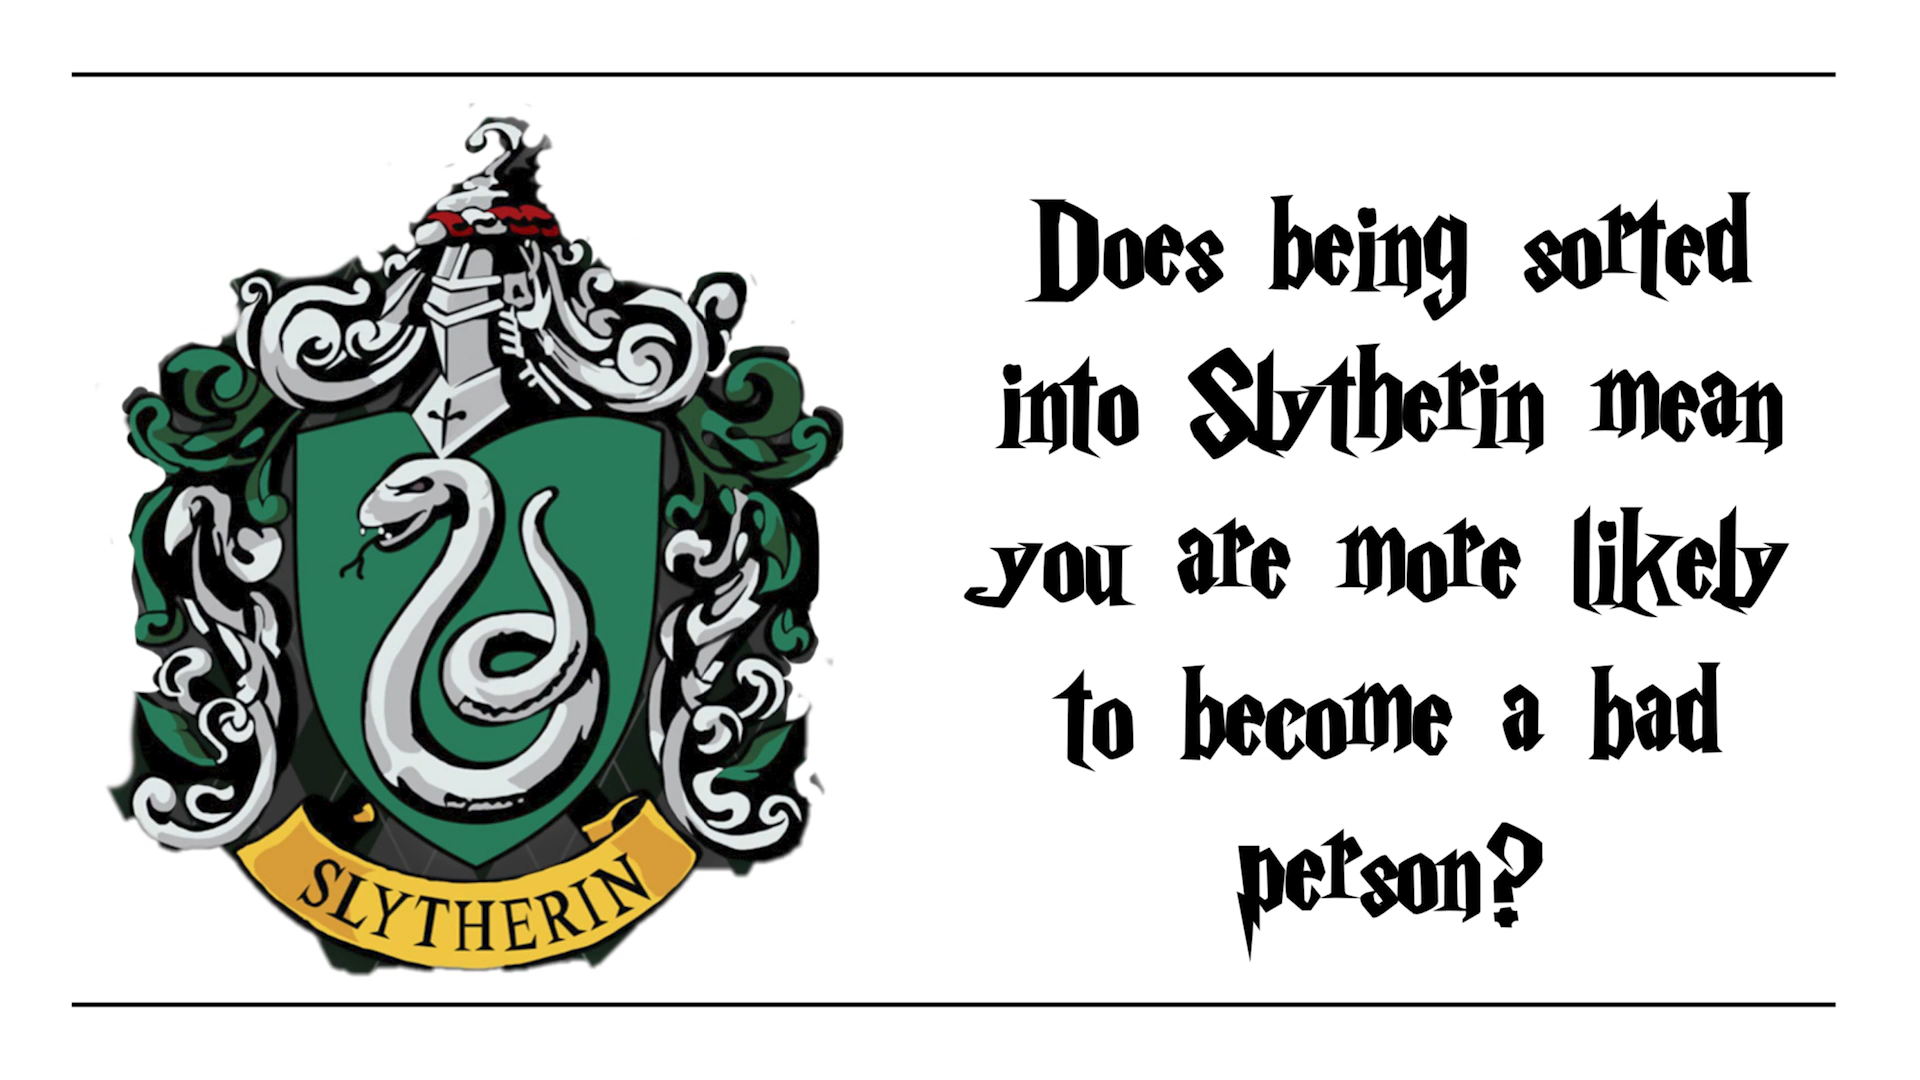 SLYTHERIN
Does being sorted
into Slytherin mean
you are more likely
to become a bad
person?